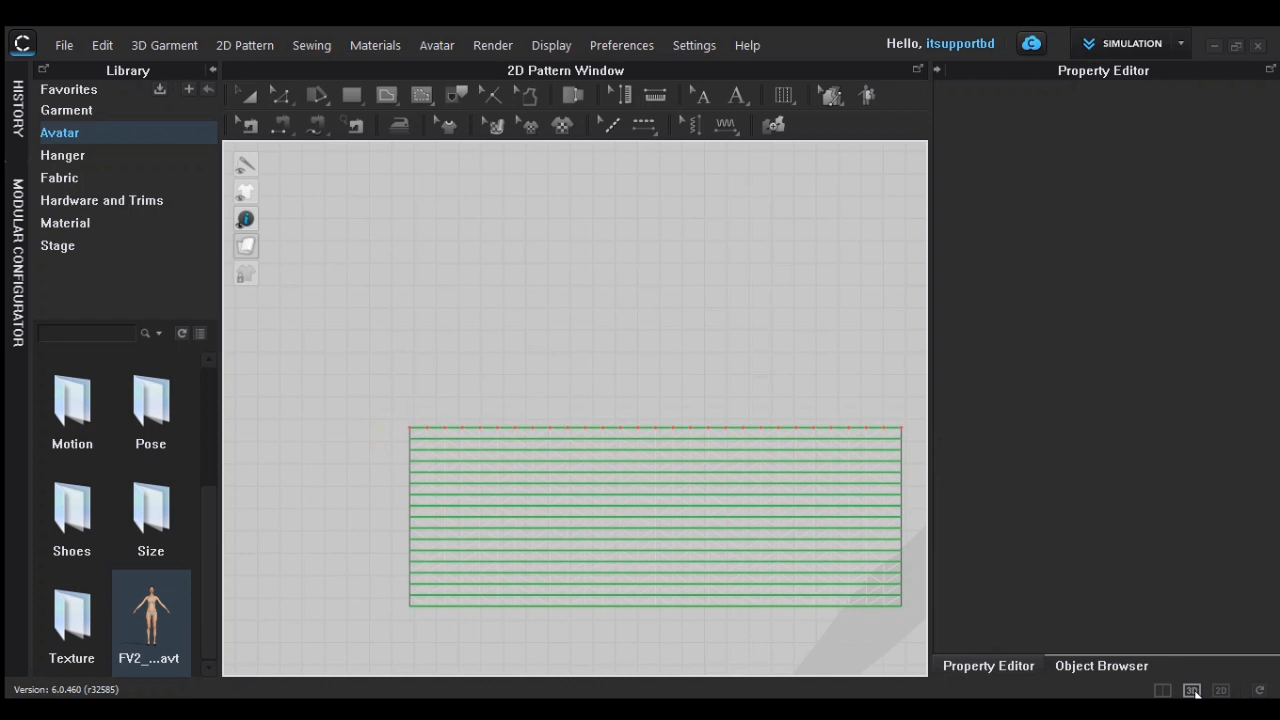 File Edit 3D Garment 2D Pattern Sewing Materials Avatar Render Display Preferences Settings Help Hello, itsupportbd SIMULATION
Library 2D Pattern Window Property Editor
HISTORY
MODULAR CONFIGURATOR
Favorites
Garment
Avatar
Hanger
Fabric
Hardware and Trims
Material
Stage
Motion Pose
Shoes Size
Texture FV2_...avt
Property Editor Object Browser
Version: 6.0.460 (r32585) 3D 2D